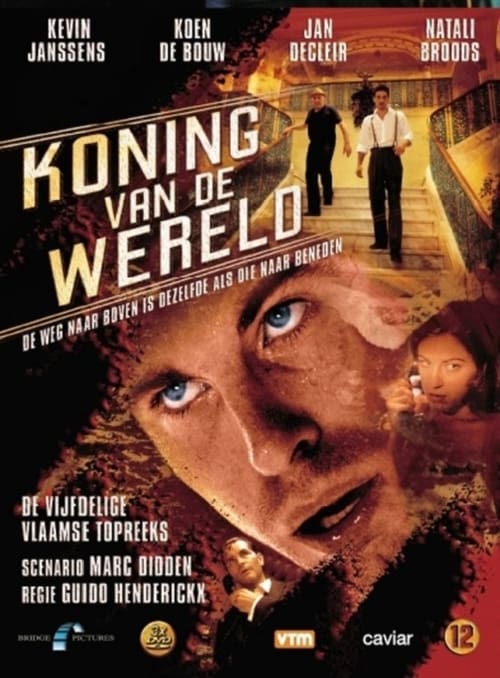 KEVIN JANSSENS
KOEN DE BOUW
JAN DECLEIR
NATALI BROODS
KONING
VAN DE
WERELD
DE WEG NAAR BOVEN IS DEZELFDE ALS DIE NAAR BENEDEN
DE VIJFDELIGE
VLAAMSE TOPREEKS
SCENARIO MARC DIDDEN
REGIE GUIDO HENDERICKX
BRIDGE PICTURES
3X DVD
vtm
caviar
12